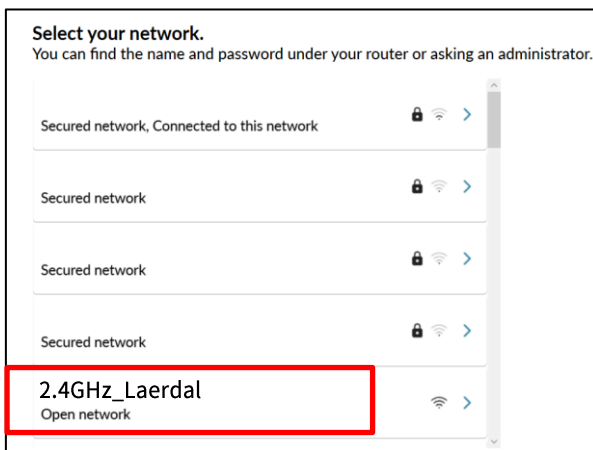 Select your network.
You can find the name and password under your router or asking an administrator.
Secured network, Connected to this network
Secured network
Secured network
Secured network
2.4GHz_Laerdal
Open network